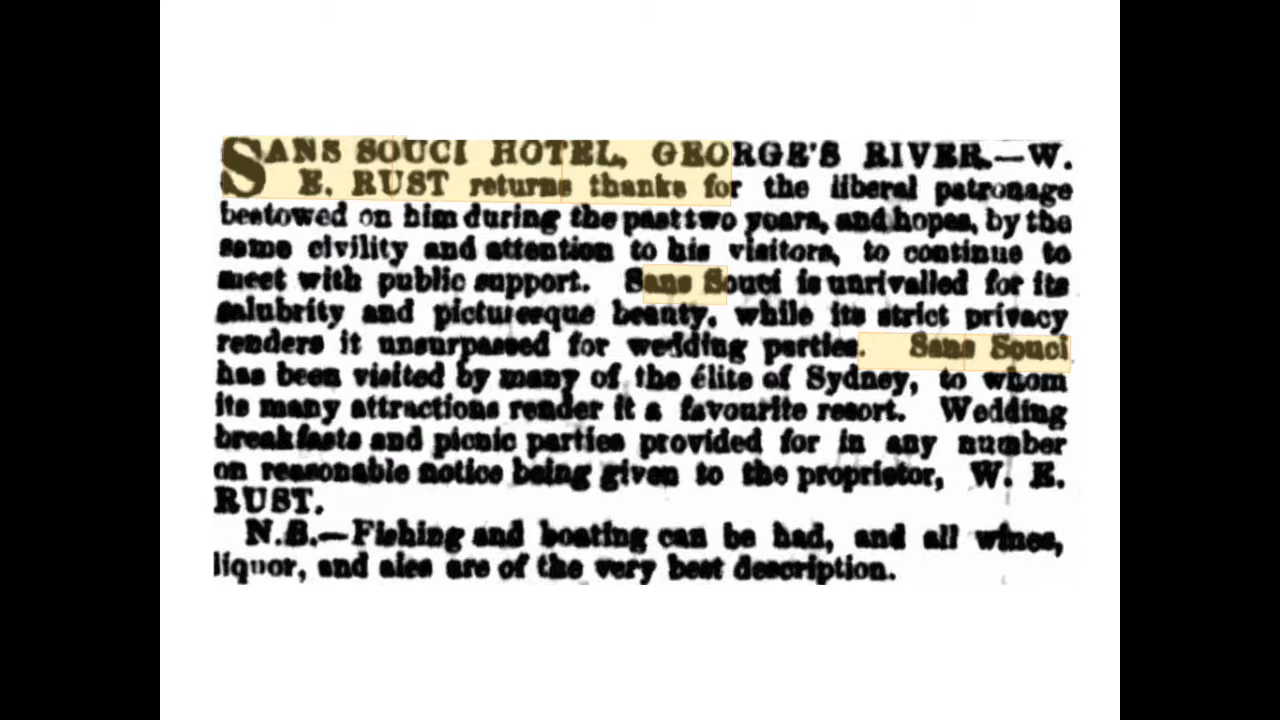 SANS SOUCI HOTEL, GEORGE'S RIVER.—W.
E. RUST returns thanks for the liberal patronage
bestowed on him during the past two years, and hopes, by the
same civility and attention to his visitors, to continue to
meet with public support. Sans Souci is unrivalled for its
salubrity and picturesque beauty, while its strict privacy
renders it unsurpassed for wedding parties. Sans Souci
has been visited by many of the élite of Sydney, to whom
its many attractions render it a favourite resort. Wedding
breakfasts and picnic parties provided for in any number
on reasonable notice being given to the proprietor, W. E.
RUST.
N.B.—Fishing and boating can be had, and all wines,
liquor, and ales are of the very best description.